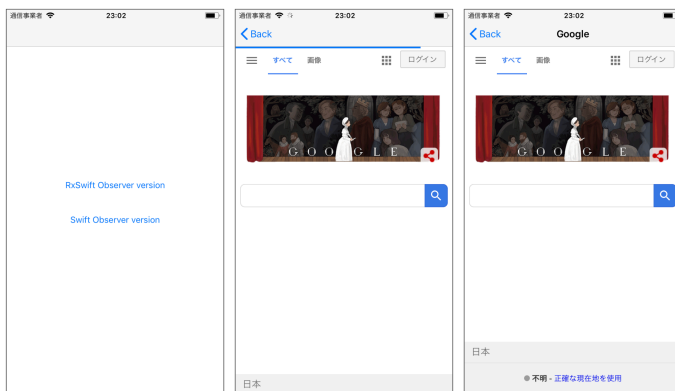 通信事業者 23:02
RxSwift Observer version
Swift Observer version
通信事業者 23:02
Back
すべて 画像 ログイン
GOOGLE
日本
通信事業者 23:02
Back Google
すべて 画像 ログイン
GOOGLE
日本
不明 - 正確な現在地を使用